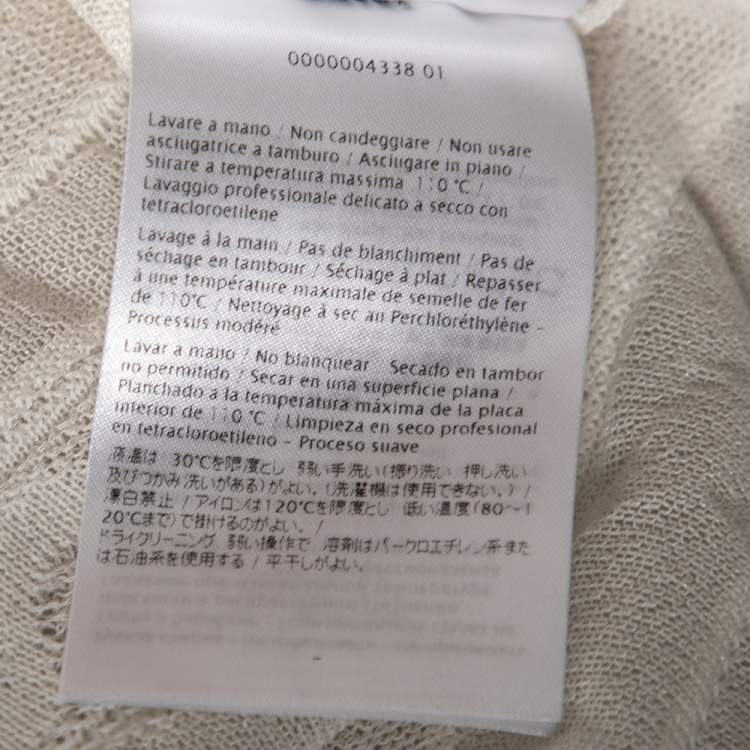 0000004338 01
Lavare a mano / Non candeggiare / Non usare
asciugatrice a tamburo / Asciugare in piano /
Stirare a temperatura massima 110°C /
Lavaggio professionale delicato a secco con
tetracloroetilene
Lavage à la main / Pas de blanchiment / Pas de
séchage en tambour / Séchage à plat / Repasser
à une température maximale de semelle de fer
de 110°C / Nettoyage à sec au Perchloréthylène -
Processus modéré
Lavar a mano / No blanquear Secado en tambor
no permitido / Secar en una superficie plana /
Planchado a la temperatura máxima de la placa
interior de 110 °C / Limpieza en seco profesional
en tetracloroetileno - Proceso suave
液温は 30℃を限度とし 弱い手洗い(振り洗い 押し洗い
及びつかみ洗いがある)がよい。(洗濯機は使用できない。) /
漂白禁止 / アイロンは120℃を限度とし 低い温度(80~1
20℃まで)で掛けるのがよい。 /
ドライクリーニング, 弱い操作で, 溶剤はパークロエチレン系また
は石油系を使用する / 平干しがよい。